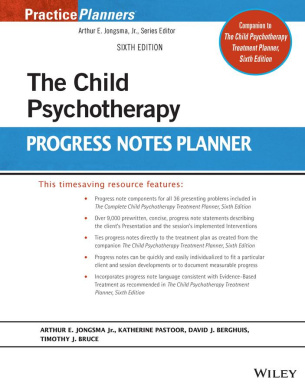 PracticePlanners®
Arthur E. Jongsma, Jr., Series Editor
SIXTH EDITION
Companion to
The Child Psychotherapy
Treatment Planner,
Sixth Edition
The Child
Psychotherapy
PROGRESS NOTES PLANNER
This timesaving resource features:
• Progress note components for all 36 presenting problems included in
The Complete Child Psychotherapy Treatment Planner, Sixth Edition
• Over 9,000 prewritten, concise, progress note statements describing
the client's Presentation and the session's implemented Interventions
• Ties progress notes directly to the treatment plan as created from the
companion The Child Psychotherapy Treatment Planner, Sixth Edition
• Progress notes can be quickly and easily individualized to fit a particular
client and session developments or to document measurable progress
• Incorporates progress note language consistent with Evidence-Based
Treatment as recommended in The Child Psychotherapy Treatment
Planner, Sixth Edition
ARTHUR E. JONGSMA JR., KATHERINE PASTOOR, DAVID J. BERGHUIS,
TIMOTHY J. BRUCE
WILEY